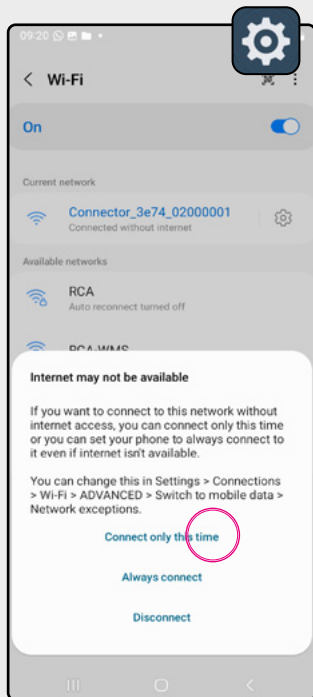 09:20
Wi-Fi
On
Current network
Connector_3e74_02000001
Connected without internet
Available networks
RCA
Auto reconnect turned off
RCA-WMS
Internet may not be available
If you want to connect to this network without
internet access, you can connect only this time
or you can set your phone to always connect to
it even if internet isn't available.
You can change this in Settings > Connections
> Wi-Fi > ADVANCED > Switch to mobile data >
Network exceptions.
Connect only this time
Always connect
Disconnect